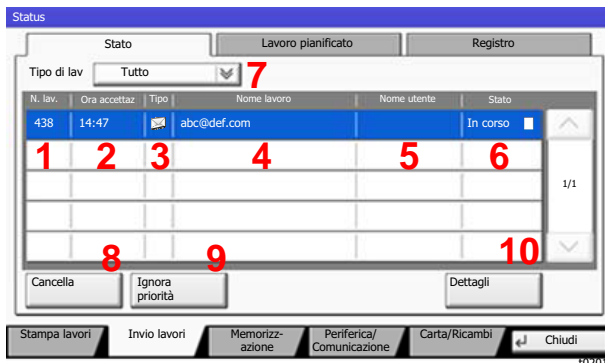 Status
Stato Lavoro pianificato Registro
Tipo di lav Tutto 7
N. lav. Ora accettaz Tipo Nome lavoro Nome utente Stato
438 14:47 abc@def.com In corso
1 2 3 4 5 6
1/1
8 9 10
Cancella Ignora priorità Dettagli
Stampa lavori Invio lavori Memorizz-azione Periferica/Comunicazione Carta/Ricambi Chiudi